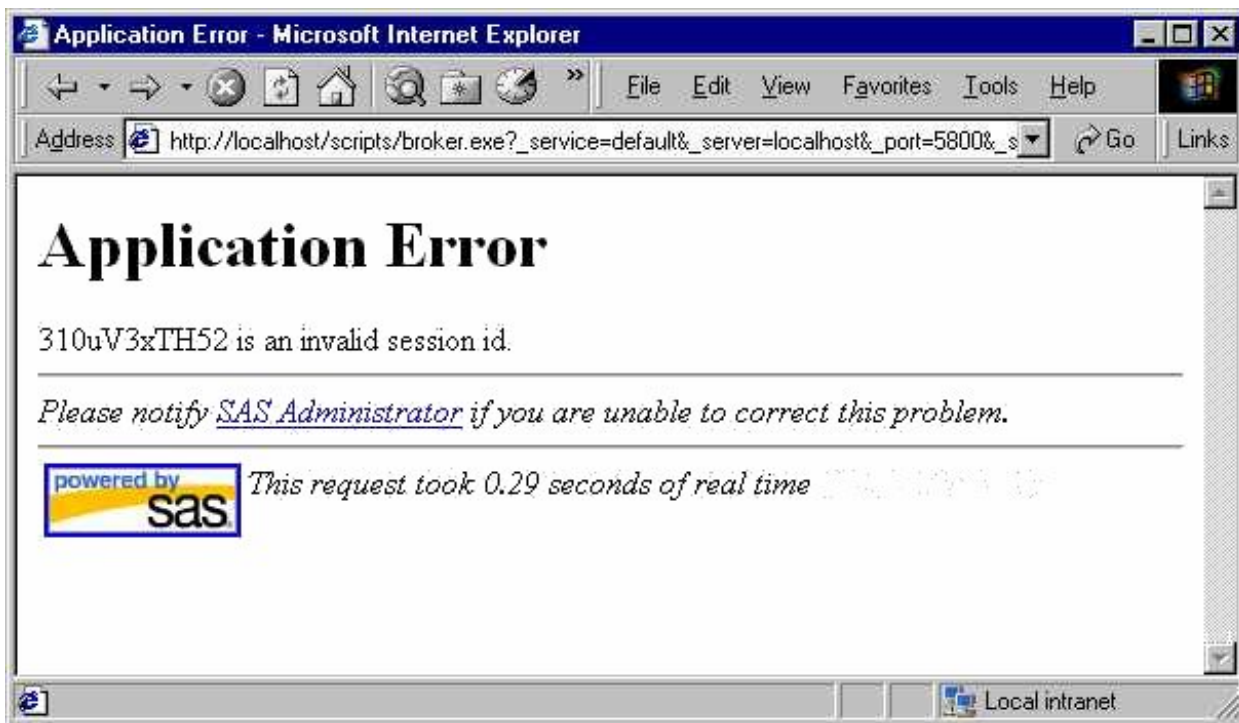 Application Error - Microsoft Internet Explorer
» File Edit View Favorites Tools Help
Address http://localhost/scripts/broker.exe?_service=default&_server=localhost&_port=5800&_s Go Links
Application Error
310uV3xTH52 is an invalid session id.
Please notify SAS Administrator if you are unable to correct this problem.
powered by
sas.
This request took 0.29 seconds of real time
Local intranet